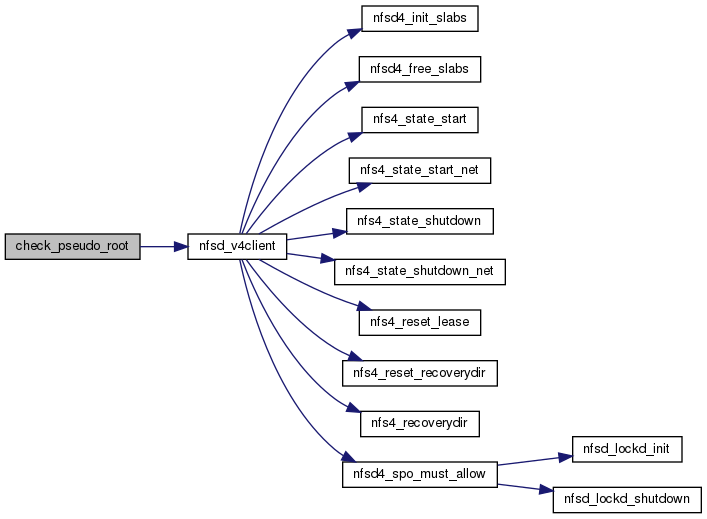 nfsd4_init_slabs
nfsd4_free_slabs
nfs4_state_start
nfs4_state_start_net
nfs4_state_shutdown
check_pseudo_root
nfsd_v4client
nfs4_state_shutdown_net
nfs4_reset_lease
nfs4_reset_recoverydir
nfs4_recoverydir
nfsd_lockd_init
nfsd4_spo_must_allow
nfsd_lockd_shutdown